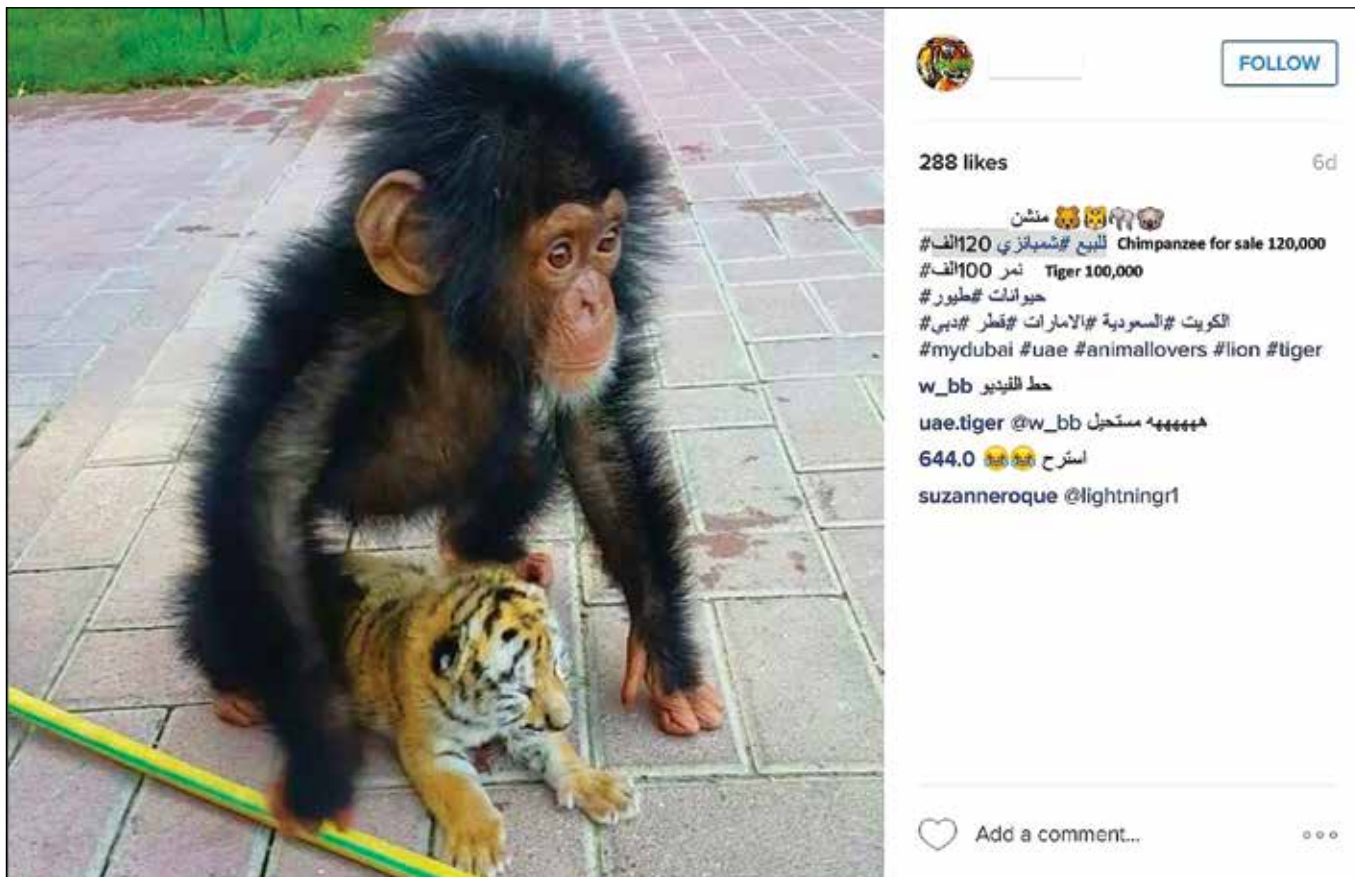 FOLLOW
288 likes 6d
منشن 🐯🐱🐘🐨
#للبيع #شمبانزي 120الف Chimpanzee for sale 120,000
#نمر 100الف Tiger 100,000
#حيوانات #طيور
#الكويت #السعودية #الامارات #قطر #دبي
#mydubai #uae #animallovers #lion #tiger
w_bb حط الفيديو
uae.tiger @w_bb هههههه مستحيل
644.0 😂😂 استرح
suzanneroque @lightningr1
Add a comment...